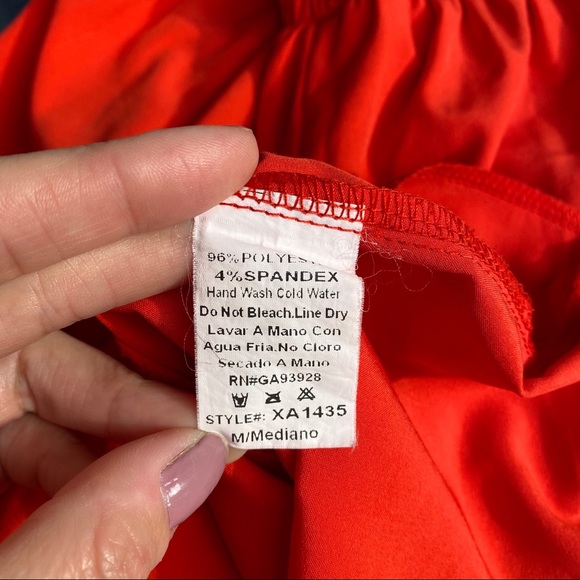 96% POLYESTER
4%SPANDEX
Hand Wash Cold Water
Do Not Bleach.Line Dry
Lavar A Mano Con
Agua Fria.No Cloro
Secado A Mano
RN#GA93928
STYLE#: XA1435
M/Mediano